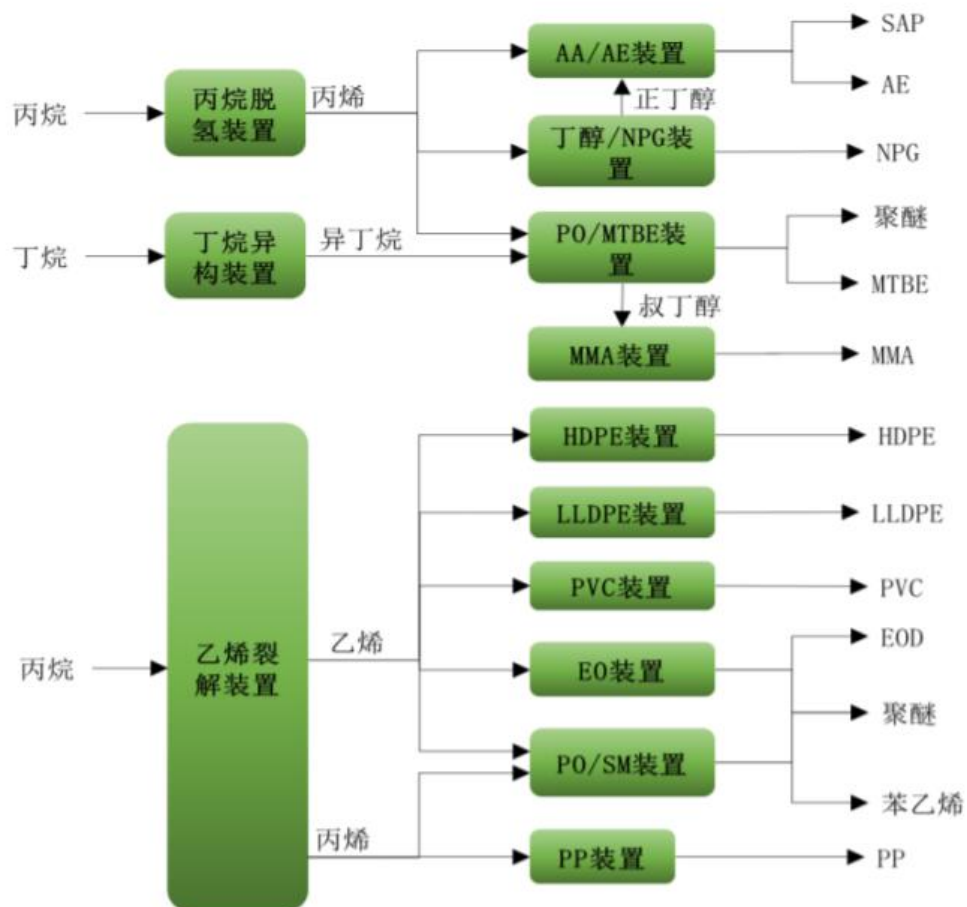 SAP
AA/AE装置
AE
丙烷
丙烷脱
氢装置
丙烯
正丁醇
丁醇/NPG装
置
NPG
聚醚
丁烷
丁烷异
构装置
异丁烷
PO/MTBE装
置
MTBE
叔丁醇
MMA装置
MMA
HDPE装置
HDPE
LLDPE装置
LLDPE
PVC装置
PVC
EOD
丙烷
乙烯裂
解装置
乙烯
EO装置
聚醚
PO/SM装置
苯乙烯
丙烯
PP装置
PP